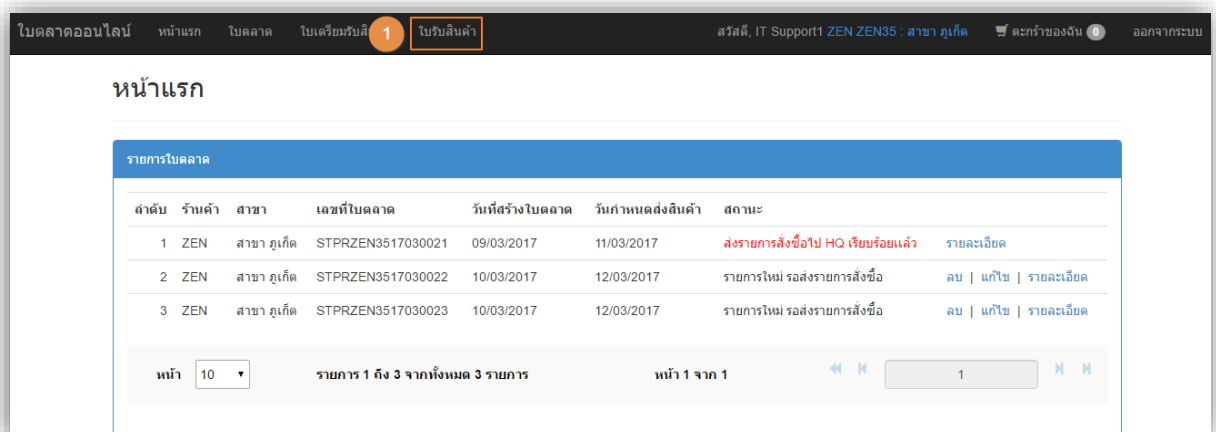 ใบตลาดออนไลน์ หน้าแรก ใบตลาด ใบเตรียมรับสิ 1 ใบรับสินค้า สวัสดี, IT Support1 ZEN ZEN35 : สาขา ภูเก็ต ตะกร้าของฉัน 0 ออกจากระบบ
หน้าแรก
รายการใบตลาด
ลำดับ ร้านค้า สาขา เลขที่ใบตลาด วันที่สร้างใบตลาด วันกำหนดส่งสินค้า สถานะ
1 ZEN สาขา ภูเก็ต STPRZEN3517030021 09/03/2017 11/03/2017 ส่งรายการสั่งซื้อไป HQ เรียบร้อยแล้ว รายละเอียด
2 ZEN สาขา ภูเก็ต STPRZEN3517030022 10/03/2017 12/03/2017 รายการใหม่ รอส่งรายการสั่งซื้อ ลบ | แก้ไข | รายละเอียด
3 ZEN สาขา ภูเก็ต STPRZEN3517030023 10/03/2017 12/03/2017 รายการใหม่ รอส่งรายการสั่งซื้อ ลบ | แก้ไข | รายละเอียด
หน้า 10 รายการ 1 ถึง 3 จากทั้งหมด 3 รายการ หน้า 1 จาก 1 1